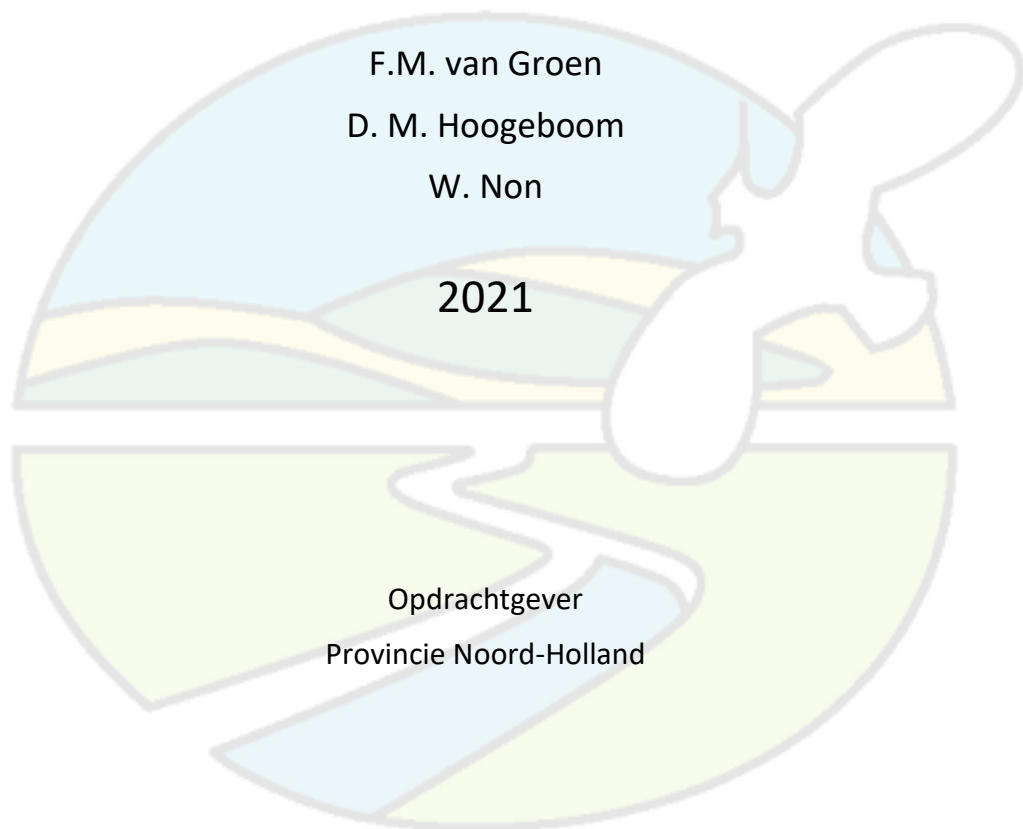 F.M. van Groen
D. M. Hoogeboom
W. Non
2021
Opdrachtgever
Provincie Noord-Holland